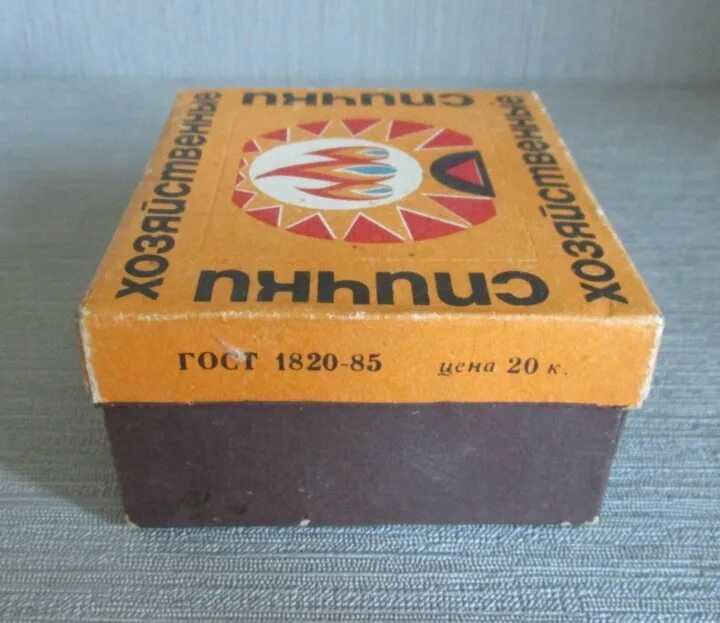 спички
хозяйственные
хозяйственные
спички
ГОСТ 1820-85 цена 20 к.